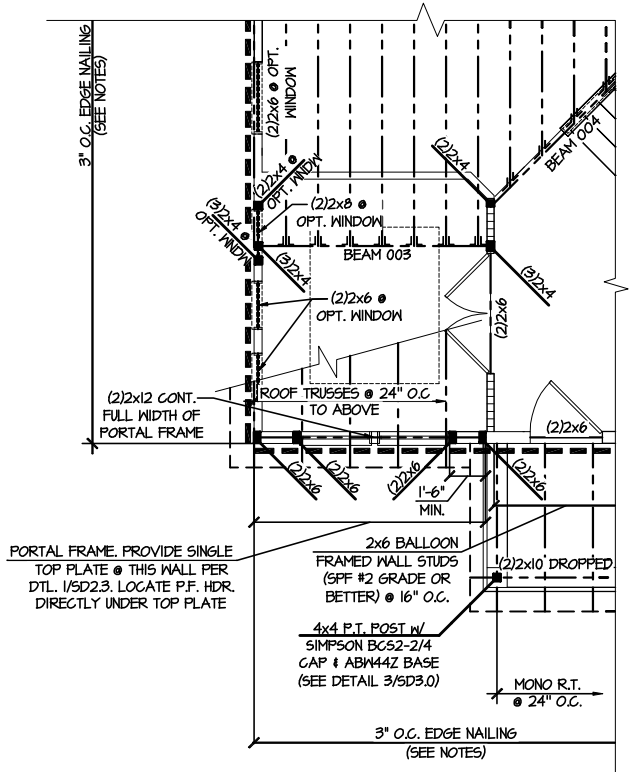 3" O.C. EDGE NAILING
(SEE NOTES)
(2)2x6 @ OPT.
WINDOW
(2)2x4 @
OPT. WNDW
(2)2x4
BEAM 004
(2)2x8 @
OPT. WINDOW
(3)2x4 @
OPT. WNDW
BEAM 003
(3)2x4
(3)2x4
(2)2x6 @
OPT. WINDOW
(2)2x6
ROOF TRUSSES @ 24" O.C
TO ABOVE
(2)2x12 CONT.
FULL WIDTH OF
PORTAL FRAME
(2)2x6
(2)2x6
(2)2x6
(2)2x6
(2)2x6
1'-6"
MIN.
PORTAL FRAME. PROVIDE SINGLE
TOP PLATE @ THIS WALL PER
DTL. 1/SD2.3. LOCATE P.F. HDR.
DIRECTLY UNDER TOP PLATE
2x6 BALLOON
FRAMED WALL STUDS
(SPF #2 GRADE OR
BETTER) @ 16" O.C.
(2)2x10 DROPPED
4x4 P.T. POST W/
SIMPSON BCS2-2/4
CAP & ABW44Z BASE
(SEE DETAIL 3/SD3.0)
MONO R.T.
@ 24" O.C.
3" O.C. EDGE NAILING
(SEE NOTES)